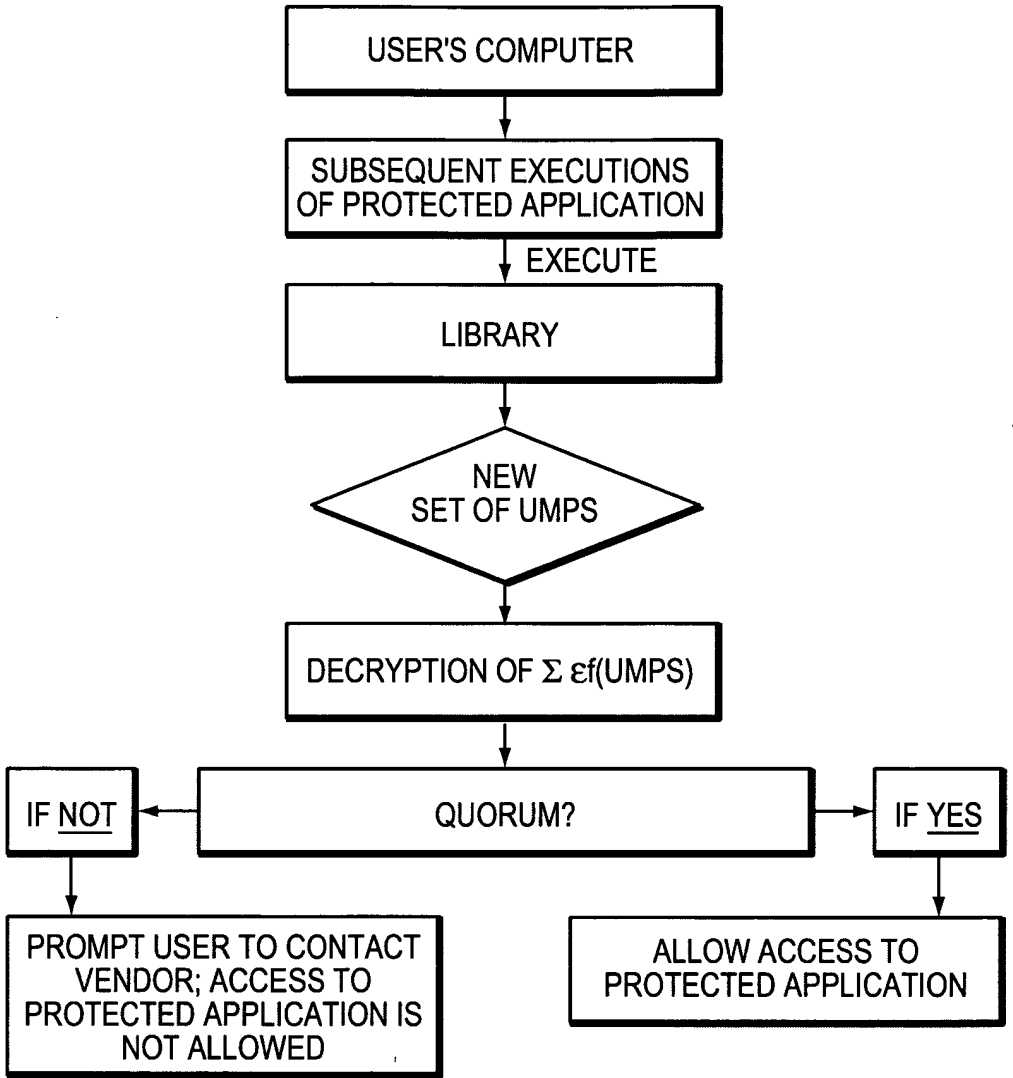 USER'S COMPUTER
SUBSEQUENT EXECUTIONS
OF PROTECTED APPLICATION
EXECUTE
LIBRARY
NEW
SET OF UMPS
DECRYPTION OF Σ εf(UMPS)
IF NOT
QUORUM?
IF YES
PROMPT USER TO CONTACT
VENDOR; ACCESS TO
PROTECTED APPLICATION IS
NOT ALLOWED
ALLOW ACCESS TO
PROTECTED APPLICATION